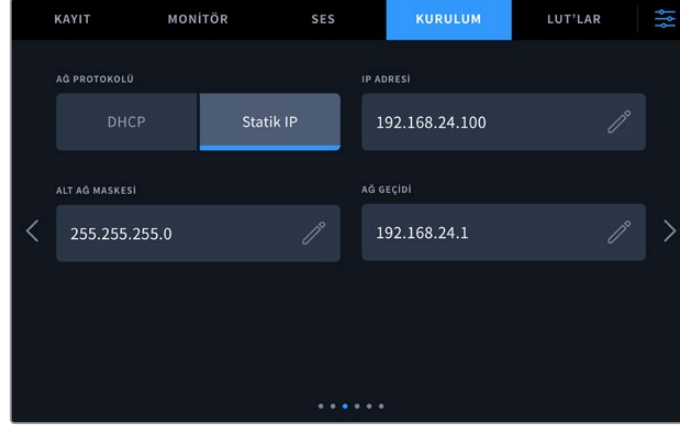 KAYIT MONİTÖR SES KURULUM LUT'LAR
AĞ PROTOKOLÜ IP ADRESİ
DHCP Statik IP 192.168.24.100
ALT AĞ MASKESİ AĞ GEÇİDİ
255.255.255.0 192.168.24.1